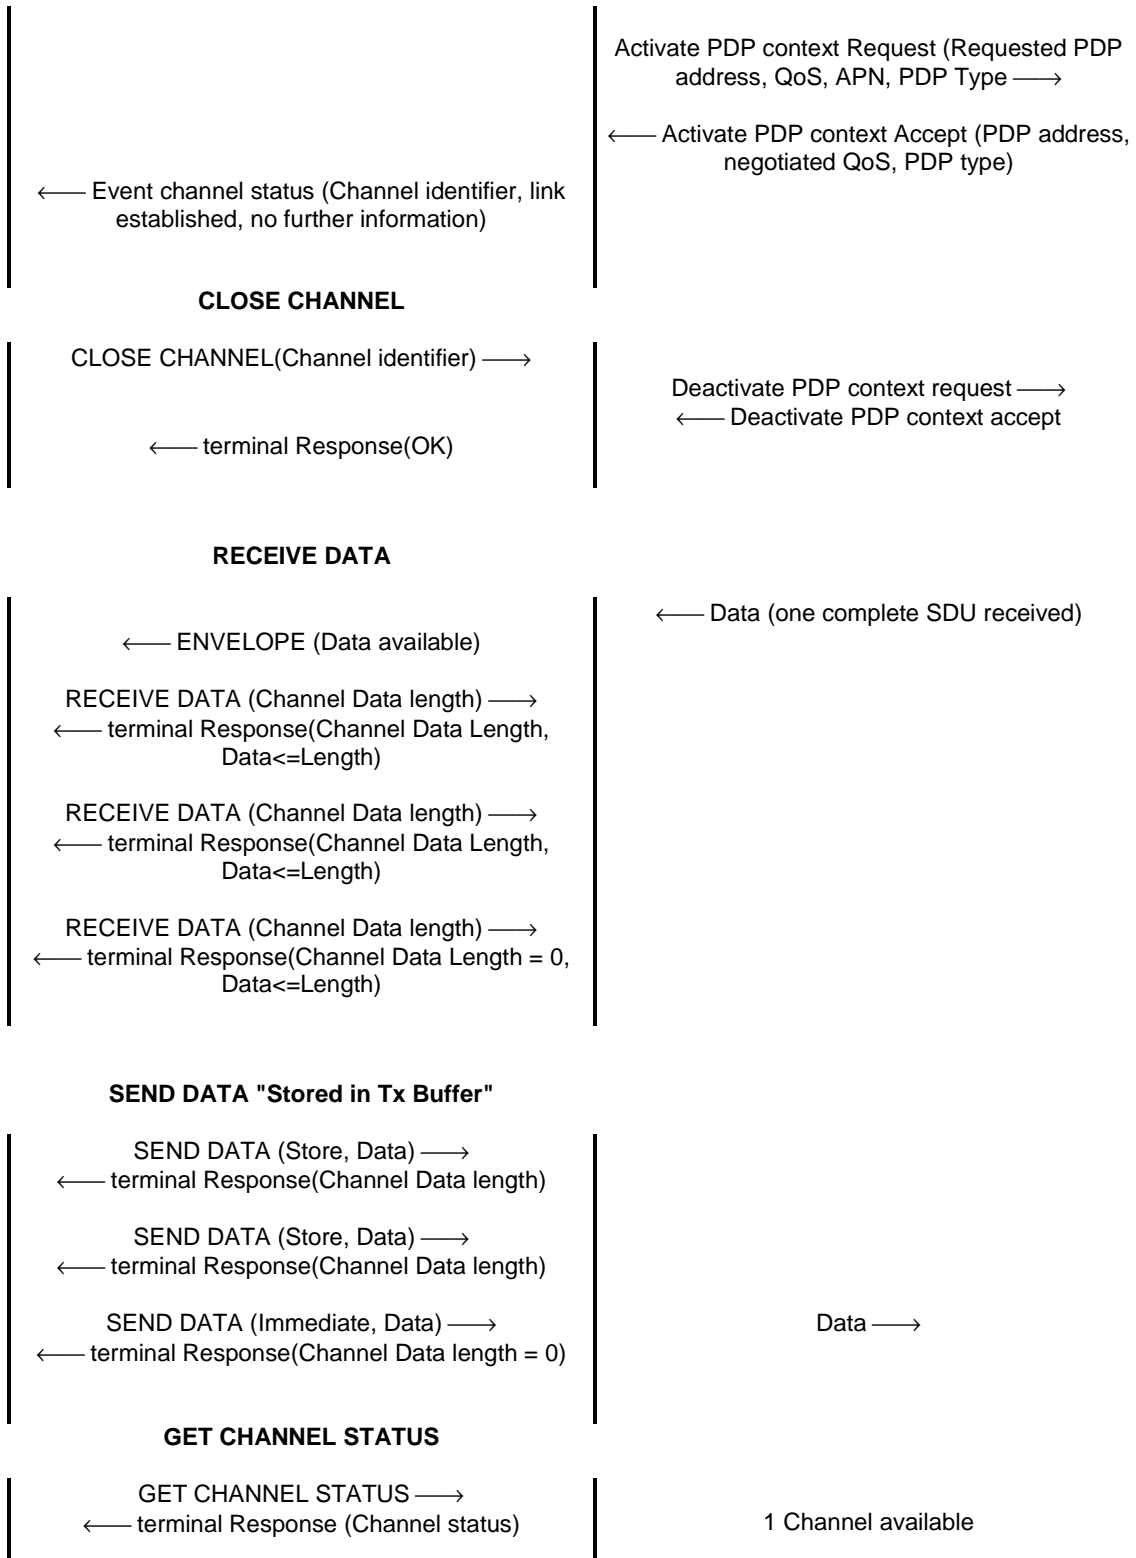 Activate PDP context Request (Requested PDP
address, QoS, APN, PDP Type ⟶
⟵ Activate PDP context Accept (PDP address,
negotiated QoS, PDP type)
⟵ Event channel status (Channel identifier, link
established, no further information)
CLOSE CHANNEL
CLOSE CHANNEL(Channel identifier) ⟶
Deactivate PDP context request ⟶
⟵ Deactivate PDP context accept
⟵ terminal Response(OK)
RECEIVE DATA
⟵ Data (one complete SDU received)
⟵ ENVELOPE (Data available)
RECEIVE DATA (Channel Data length) ⟶
⟵ terminal Response(Channel Data Length,
Data<=Length)
RECEIVE DATA (Channel Data length) ⟶
⟵ terminal Response(Channel Data Length,
Data<=Length)
RECEIVE DATA (Channel Data length) ⟶
⟵ terminal Response(Channel Data Length = 0,
Data<=Length)
SEND DATA "Stored in Tx Buffer"
SEND DATA (Store, Data) ⟶
⟵ terminal Response(Channel Data length)
SEND DATA (Store, Data) ⟶
⟵ terminal Response(Channel Data length)
SEND DATA (Immediate, Data) ⟶
Data ⟶
⟵ terminal Response(Channel Data length = 0)
GET CHANNEL STATUS
GET CHANNEL STATUS ⟶
⟵ terminal Response (Channel status)
1 Channel available